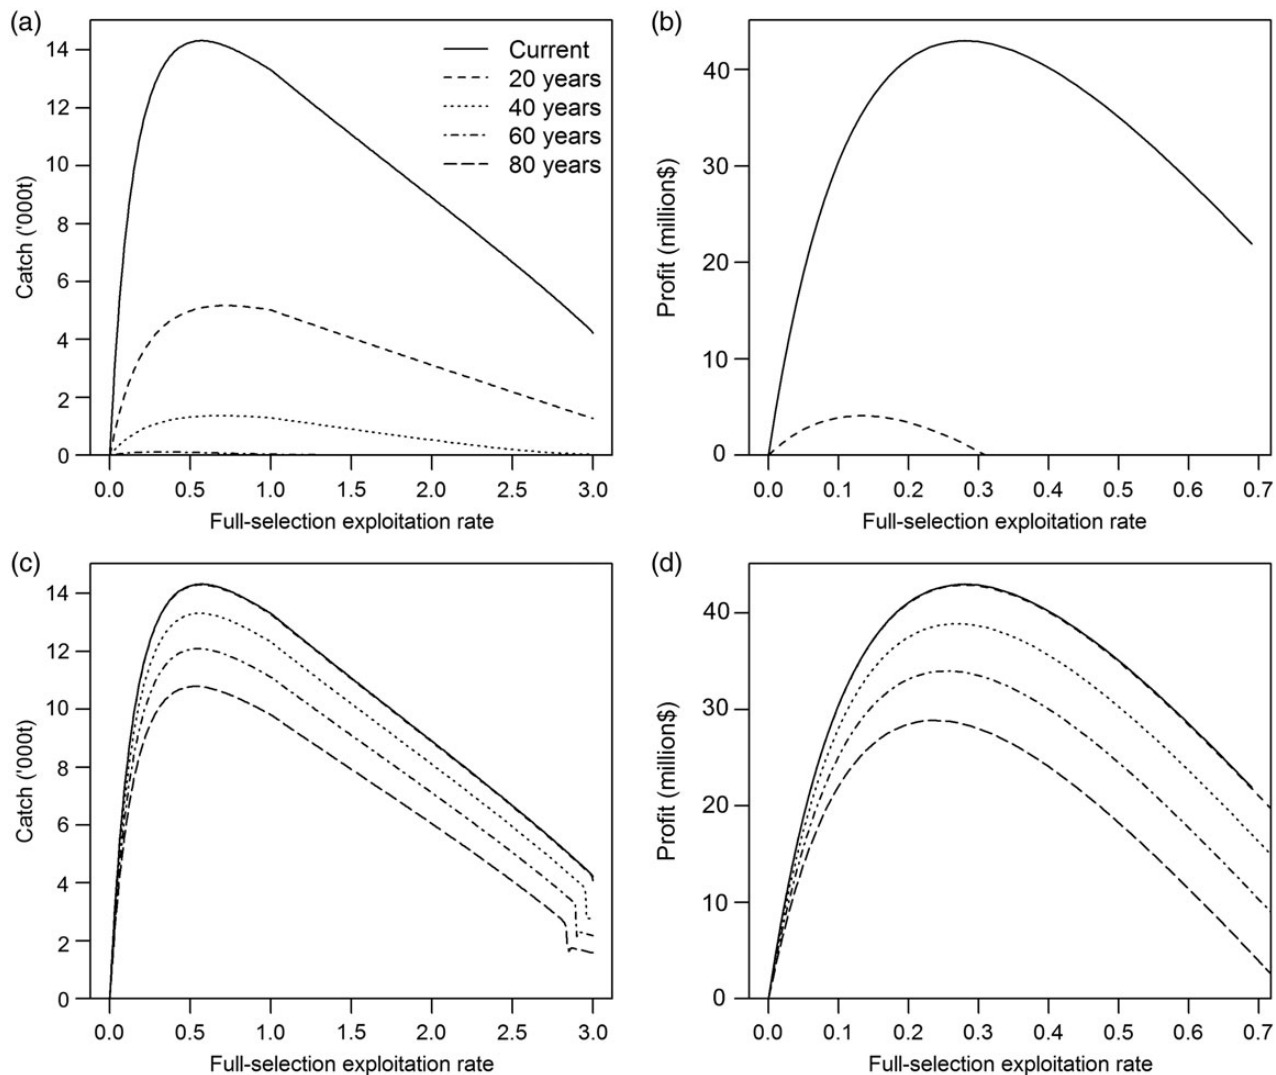 (a)
14
12
10
8
6
4
2
0
Catch ('000t)
Current
20 years
40 years
60 years
80 years
0.0 0.5 1.0 1.5 2.0 2.5 3.0
Full-selection exploitation rate
(b)
40
30
20
10
0
Profit (million$)
0.0 0.1 0.2 0.3 0.4 0.5 0.6 0.7
Full-selection exploitation rate
(c)
14
12
10
8
6
4
2
0
Catch ('000t)
0.0 0.5 1.0 1.5 2.0 2.5 3.0
Full-selection exploitation rate
(d)
40
30
20
10
0
Profit (million$)
0.0 0.1 0.2 0.3 0.4 0.5 0.6 0.7
Full-selection exploitation rate